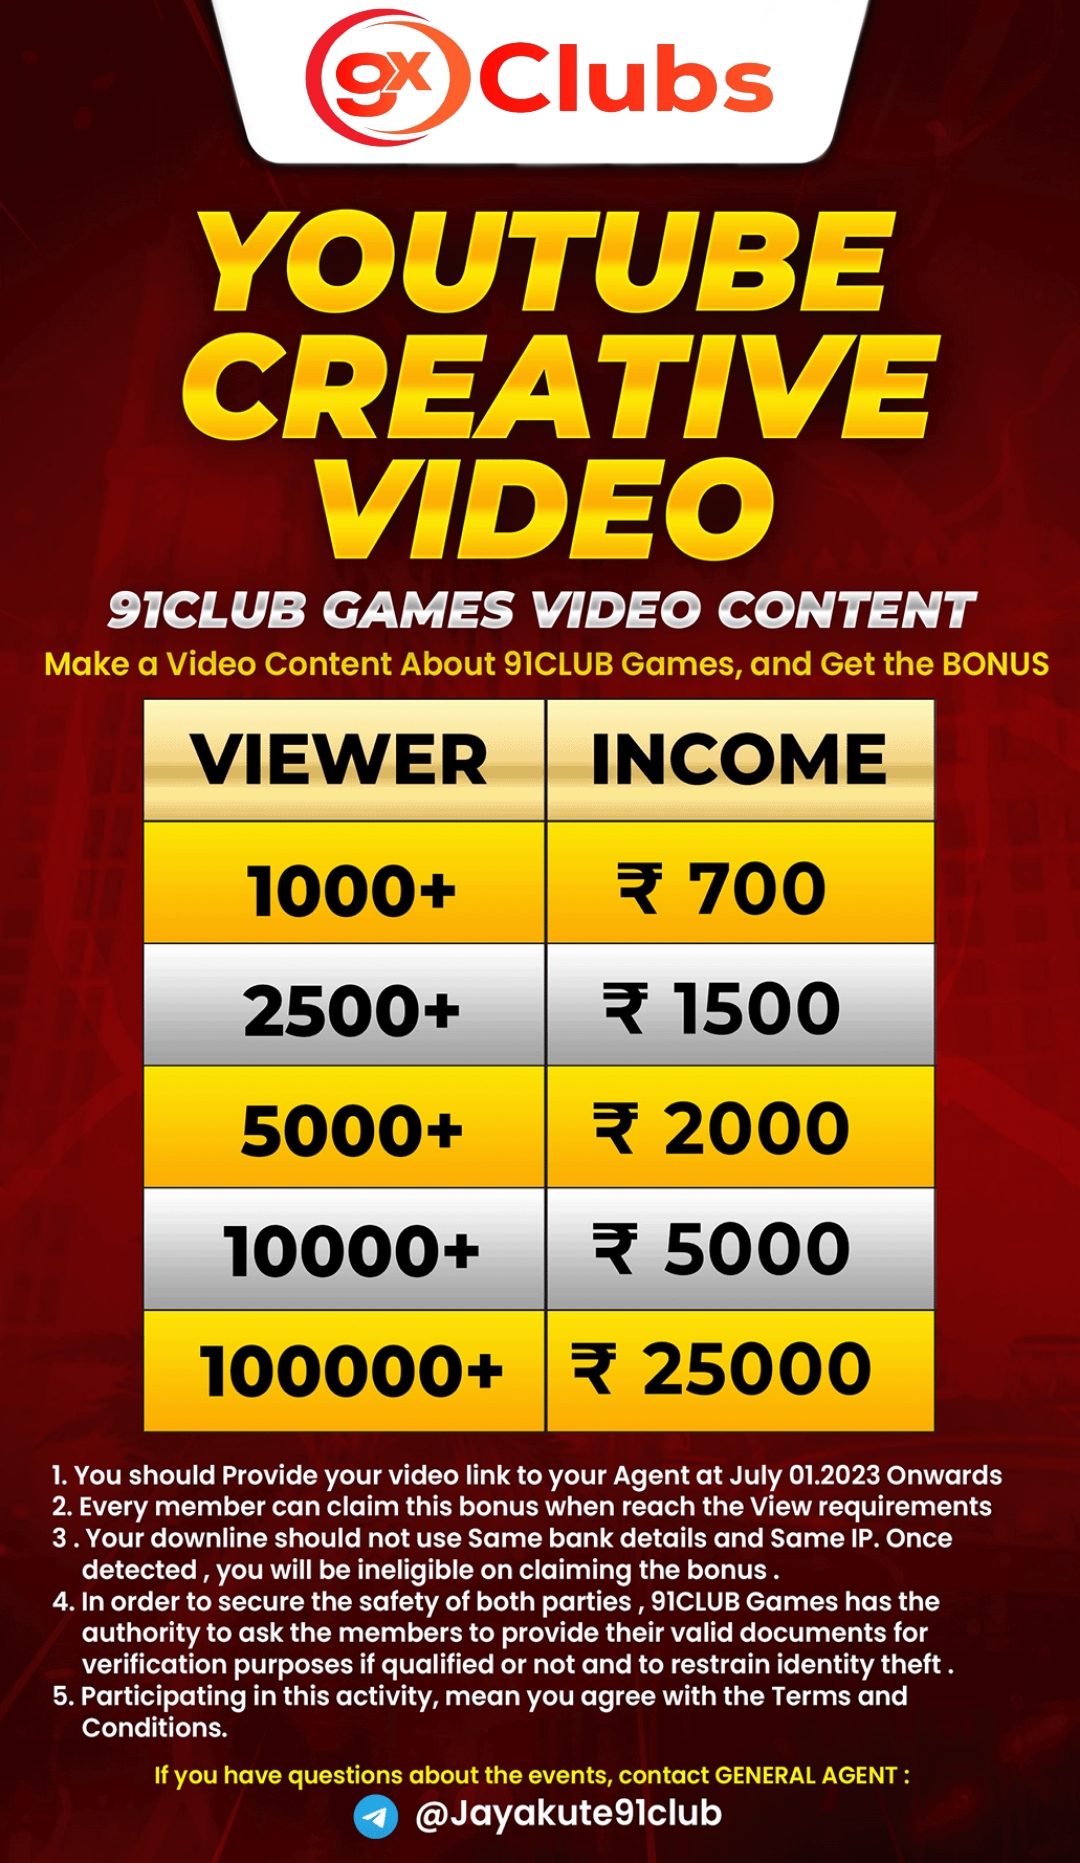 gx Clubs
YOUTUBE
CREATIVE
VIDEO
91CLUB GAMES VIDEO CONTENT
Make a Video Content About 91CLUB Games, and Get the BONUS
VIEWER INCOME
1000+ ₹ 700
2500+ ₹ 1500
5000+ ₹ 2000
10000+ ₹ 5000
100000+ ₹ 25000
1. You should Provide your video link to your Agent at July 01.2023 Onwards
2. Every member can claim this bonus when reach the View requirements
3 . Your downline should not use Same bank details and Same IP. Once
detected , you will be ineligible on claiming the bonus .
4. In order to secure the safety of both parties , 91CLUB Games has the
authority to ask the members to provide their valid documents for
verification purposes if qualified or not and to restrain identity theft .
5. Participating in this activity, mean you agree with the Terms and
Conditions.
If you have questions about the events, contact GENERAL AGENT :
@Jayakute91club